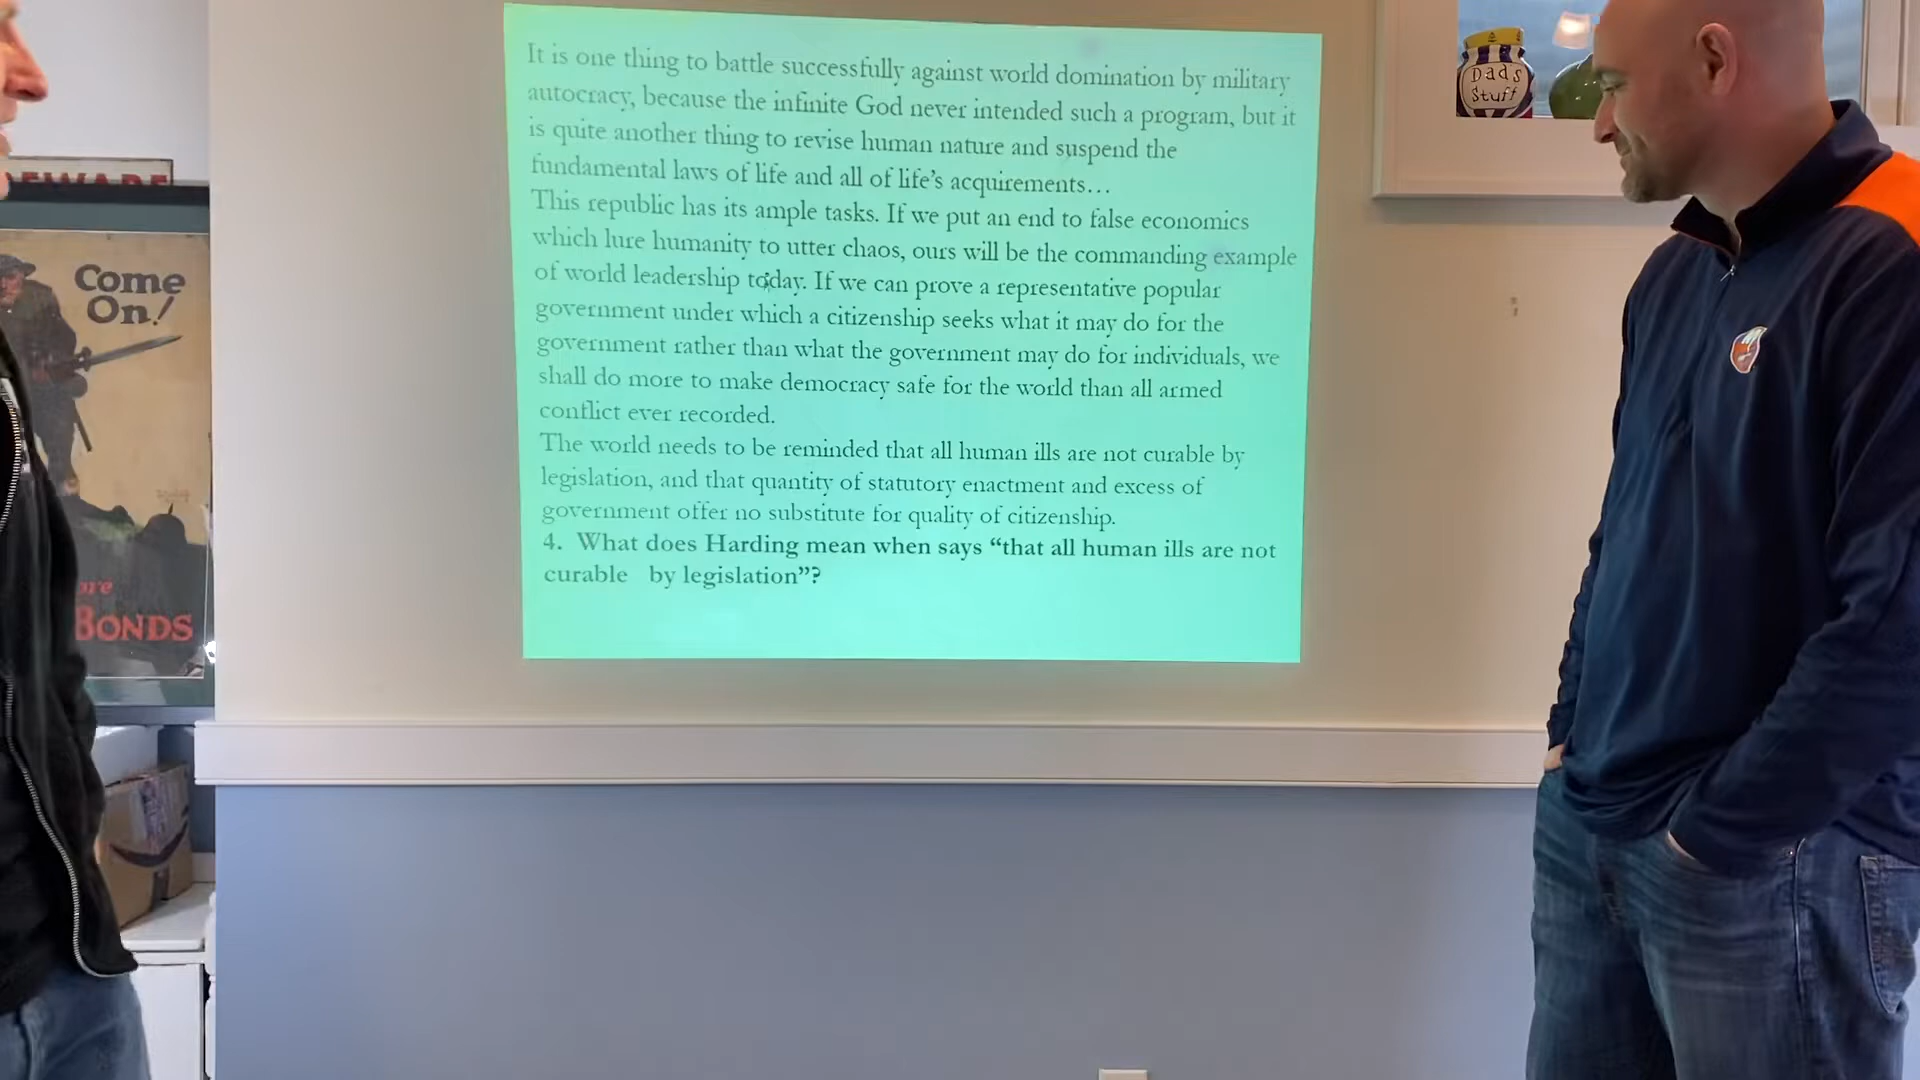 It is one thing to battle successfully against world domination by military
autocracy, because the infinite God never intended such a program, but it
is quite another thing to revise human nature and suspend the
fundamental laws of life and all of life's acquirements…
This republic has its ample tasks. If we put an end to false economics
which lure humanity to utter chaos, ours will be the commanding example
of world leadership today. If we can prove a representative popular
government under which a citizenship seeks what it may do for the
government rather than what the government may do for individuals, we
shall do more to make democracy safe for the world than all armed
conflict ever recorded.
The world needs to be reminded that all human ills are not curable by
legislation, and that quantity of statutory enactment and excess of
government offer no substitute for quality of citizenship.
4. What does Harding mean when says “that all human ills are not
curable by legislation”?
Dads
Stuff
Come
On!
BONDS